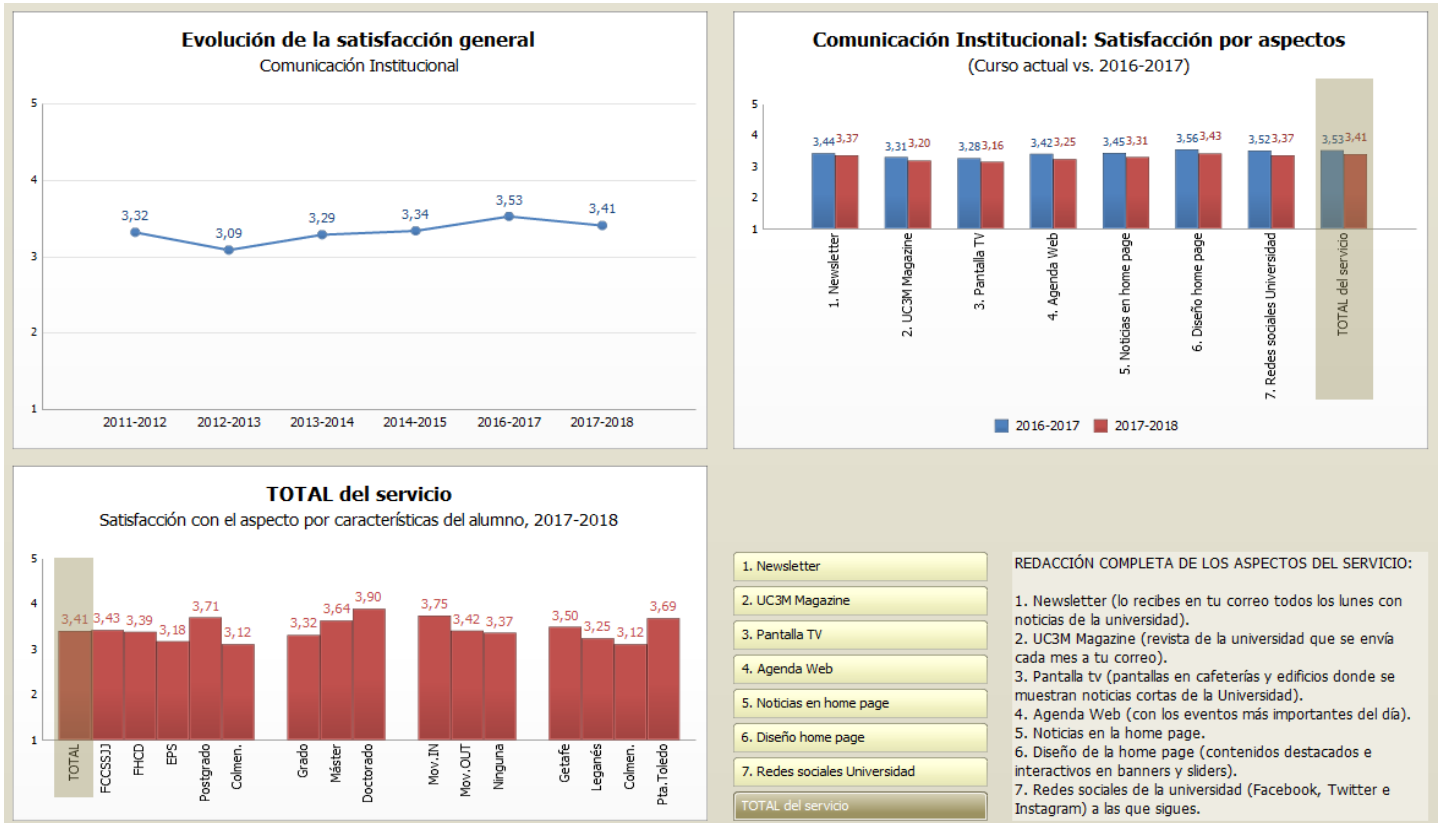 Evolución de la satisfacción general
Comunicación Institucional
5
4
3
2
1
3,32
3,09
3,29
3,34
3,53
3,41
2011-2012
2012-2013
2013-2014
2014-2015
2016-2017
2017-2018
Comunicación Institucional: Satisfacción por aspectos
(Curso actual vs. 2016-2017)
5
4
3
2
1
3,44 3,37
3,31 3,20
3,28 3,16
3,42 3,25
3,45 3,31
3,56 3,43
3,52 3,37
3,53 3,41
1. Newsletter
2. UC3M Magazine
3. Pantalla TV
4. Agenda Web
5. Noticias en home page
6. Diseño home page
7. Redes sociales Universidad
TOTAL del servicio
2016-2017
2017-2018
TOTAL del servicio
Satisfacción con el aspecto por características del alumno, 2017-2018
5
4
3
2
1
3,41
3,43
3,39
3,18
3,71
3,12
3,32
3,64
3,90
3,75
3,42
3,37
3,50
3,25
3,12
3,69
TOTAL
FCCSSJJ
FHCD
EPS
Postgrado
Colmen.
Grado
Máster
Doctorado
Mov.IN
Mov.OUT
Ninguna
Getafe
Leganés
Colmen.
Pta.Toledo
1. Newsletter
2. UC3M Magazine
3. Pantalla TV
4. Agenda Web
5. Noticias en home page
6. Diseño home page
7. Redes sociales Universidad
TOTAL del servicio
REDACCIÓN COMPLETA DE LOS ASPECTOS DEL SERVICIO:
1. Newsletter (lo recibes en tu correo todos los lunes con
noticias de la universidad).
2. UC3M Magazine (revista de la universidad que se envía
cada mes a tu correo).
3. Pantalla tv (pantallas en cafeterías y edificios donde se
muestran noticias cortas de la Universidad).
4. Agenda Web (con los eventos más importantes del día).
5. Noticias en la home page.
6. Diseño de la home page (contenidos destacados e
interactivos en banners y sliders).
7. Redes sociales de la universidad (Facebook, Twitter e
Instagram) a las que sigues.